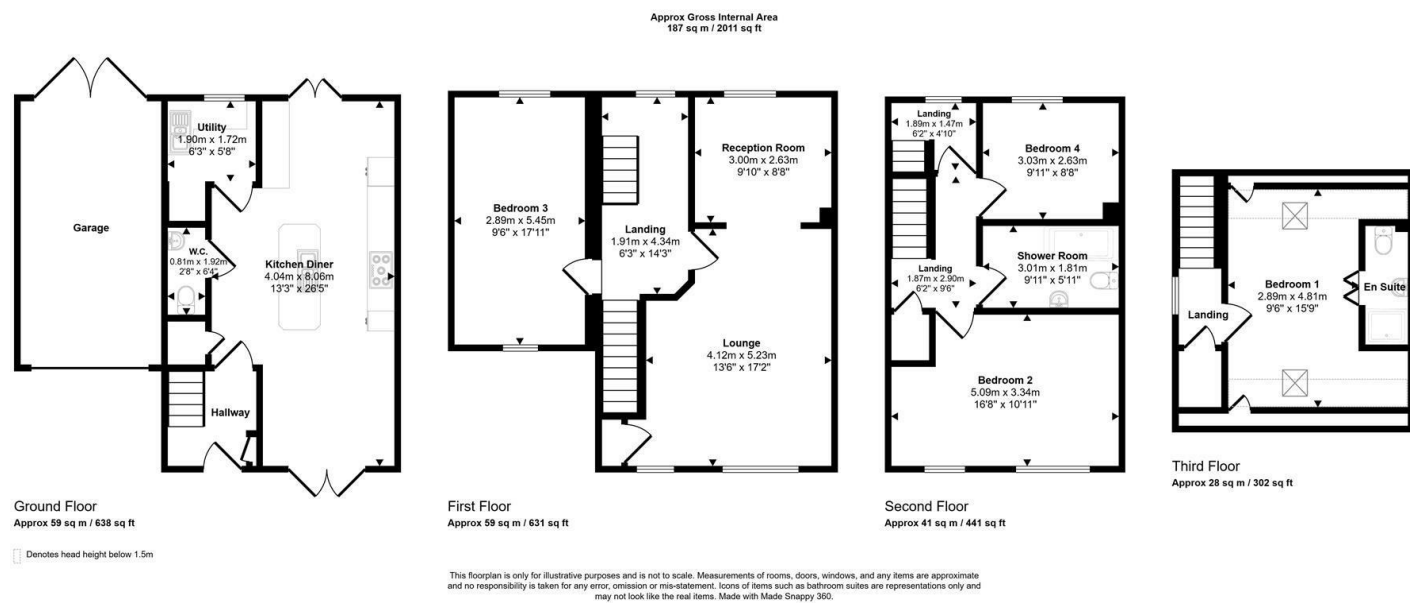 Approx Gross Internal Area
187 sq m / 2011 sq ft
Utility
1.90m x 1.72m
6'3" x 5'8"
Garage
W.C.
0.81m x 1.92m
2'8" x 6'4"
Kitchen Diner
4.04m x 8.06m
13'3" x 26'5"
Hallway
Ground Floor
Approx 59 sq m / 638 sq ft
Denotes head height below 1.5m
Bedroom 3
2.89m x 5.45m
9'6" x 17'11"
Landing
1.91m x 4.34m
6'3" x 14'3"
Reception Room
3.00m x 2.63m
9'10" x 8'8"
Lounge
4.12m x 5.23m
13'6" x 17'2"
First Floor
Approx 59 sq m / 631 sq ft
Landing
1.89m x 1.47m
6'2" x 4'10"
Bedroom 4
3.03m x 2.63m
9'11" x 8'8"
Landing
1.87m x 2.90m
6'2" x 9'6"
Shower Room
3.01m x 1.81m
9'11" x 5'11"
Bedroom 2
5.09m x 3.34m
16'8" x 10'11"
Second Floor
Approx 41 sq m / 441 sq ft
Landing
Bedroom 1
2.89m x 4.81m
9'6" x 15'9"
En Suite
Third Floor
Approx 28 sq m / 302 sq ft
This floorplan is only for illustrative purposes and is not to scale. Measurements of rooms, doors, windows, and any items are approximate
and no responsibility is taken for any error, omission or mis-statement. Icons of items such as bathroom suites are representations only and
may not look like the real items. Made with Made Snappy 360.